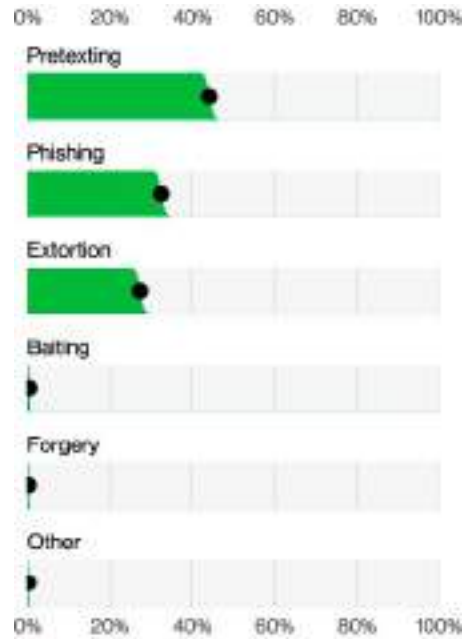 0% 20% 40% 60% 80% 100%
Pretexting
Phishing
Extortion
Baiting
Forgery
Other
0% 20% 40% 60% 80% 100%